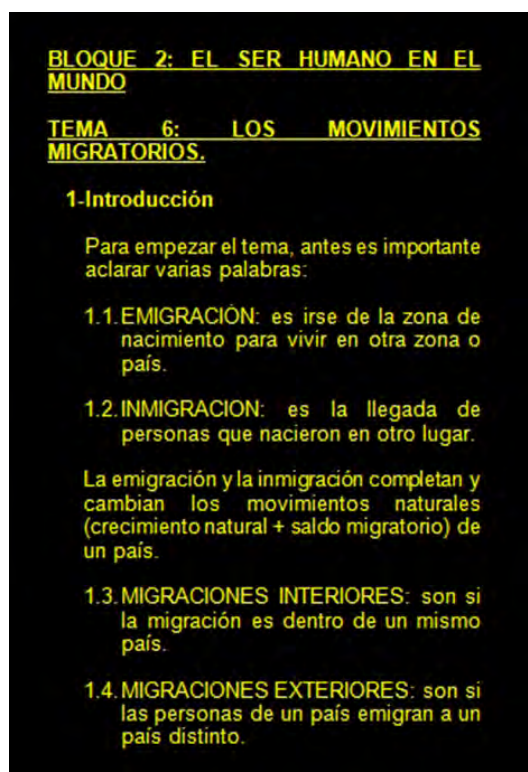 BLOQUE 2: EL SER HUMANO EN EL
MUNDO
TEMA 6: LOS MOVIMIENTOS
MIGRATORIOS.
1-Introducción
Para empezar el tema, antes es importante
aclarar varias palabras:
1.1.EMIGRACIÓN: es irse de la zona de
nacimiento para vivir en otra zona o
país.
1.2.INMIGRACION: es la llegada de
personas que nacieron en otro lugar.
La emigración y la inmigración completan y
cambian los movimientos naturales
(crecimiento natural + saldo migratorio) de
un país.
1.3.MIGRACIONES INTERIORES: son si
la migración es dentro de un mismo
país.
1.4.MIGRACIONES EXTERIORES: son si
las personas de un país emigran a un
país distinto.